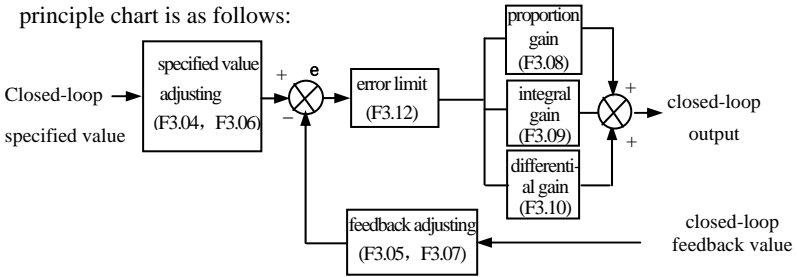 principle chart is as follows:
Closed-loop
specified value
specified value
adjusting
(F3.04，F3.06)
+
e
−
error limit
(F3.12)
proportion
gain
(F3.08)
integral
gain
(F3.09)
differenti-
al gain
(F3.10)
+
+
closed-loop
output
feedback adjusting
(F3.05，F3.07)
closed-loop
feedback value